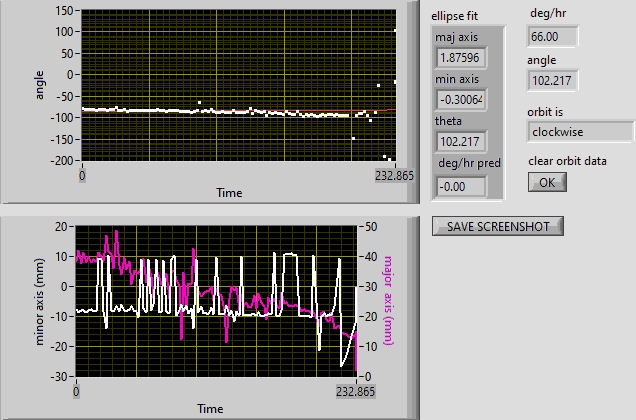 150
100
50
0
-50
-100
-150
-200
angle
0
232.865
Time
ellipse fit
maj axis
1.87596
min axis
-0.30064
theta
102.217
deg/hr pred
-0.00
deg/hr
66.00
angle
102.217
orbit is
clockwise
clear orbit data
OK
SAVE SCREENSHOT
20
10
0
-10
-20
-30
minor axis (mm)
50
40
30
20
10
0
major axis (mm)
0
232.865
Time